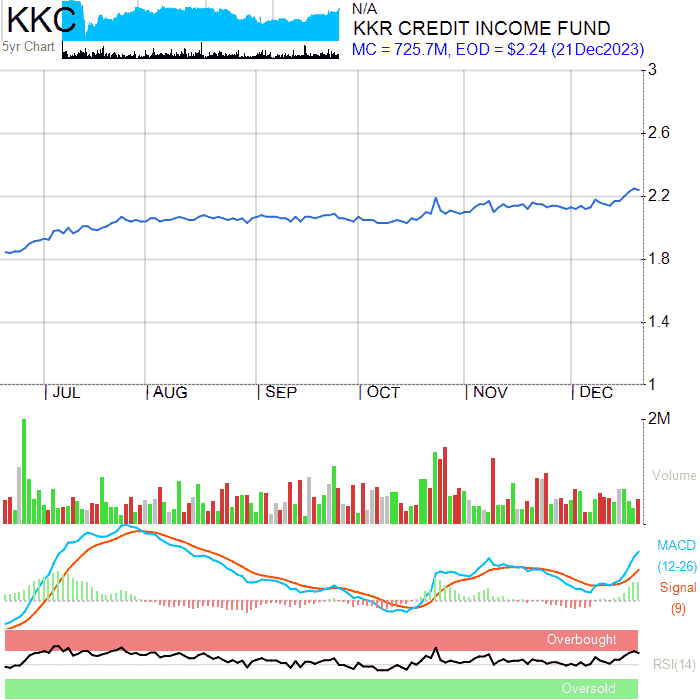 KKC
5yr Chart
N/A
KKR CREDIT INCOME FUND
MC = 725.7M, EOD = $2.24 (21Dec2023)
3
2.6
2.2
1.8
1.4
1
JUL AUG SEP OCT NOV DEC
2M
Volume
MACD
(12-26)
Signal
(9)
Overbought
RSI(14)
Oversold